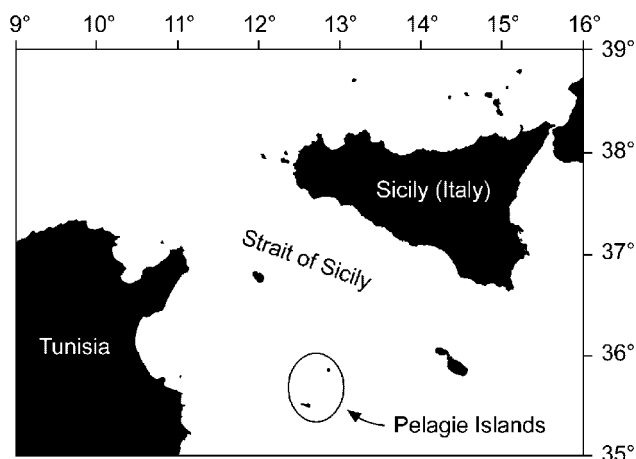 9° 10° 11° 12° 13° 14° 15° 16°
39°
38°
Sicily (Italy)
Strait of Sicily
37°
Tunisia
36°
Pelagie Islands
35°